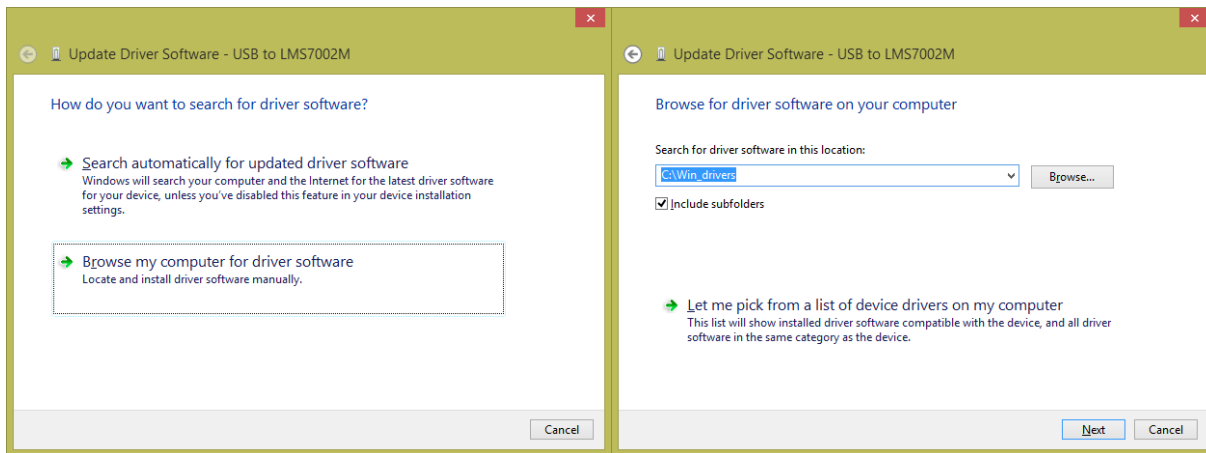 Update Driver Software - USB to LMS7002M
How do you want to search for driver software?
Search automatically for updated driver software
Windows will search your computer and the Internet for the latest driver software
for your device, unless you've disabled this feature in your device installation
settings.
Browse my computer for driver software
Locate and install driver software manually.
Cancel
Update Driver Software - USB to LMS7002M
Browse for driver software on your computer
Search for driver software in this location:
C:\Win_drivers
Browse...
Include subfolders
Let me pick from a list of device drivers on my computer
This list will show installed driver software compatible with the device, and all driver
software in the same category as the device.
Next
Cancel